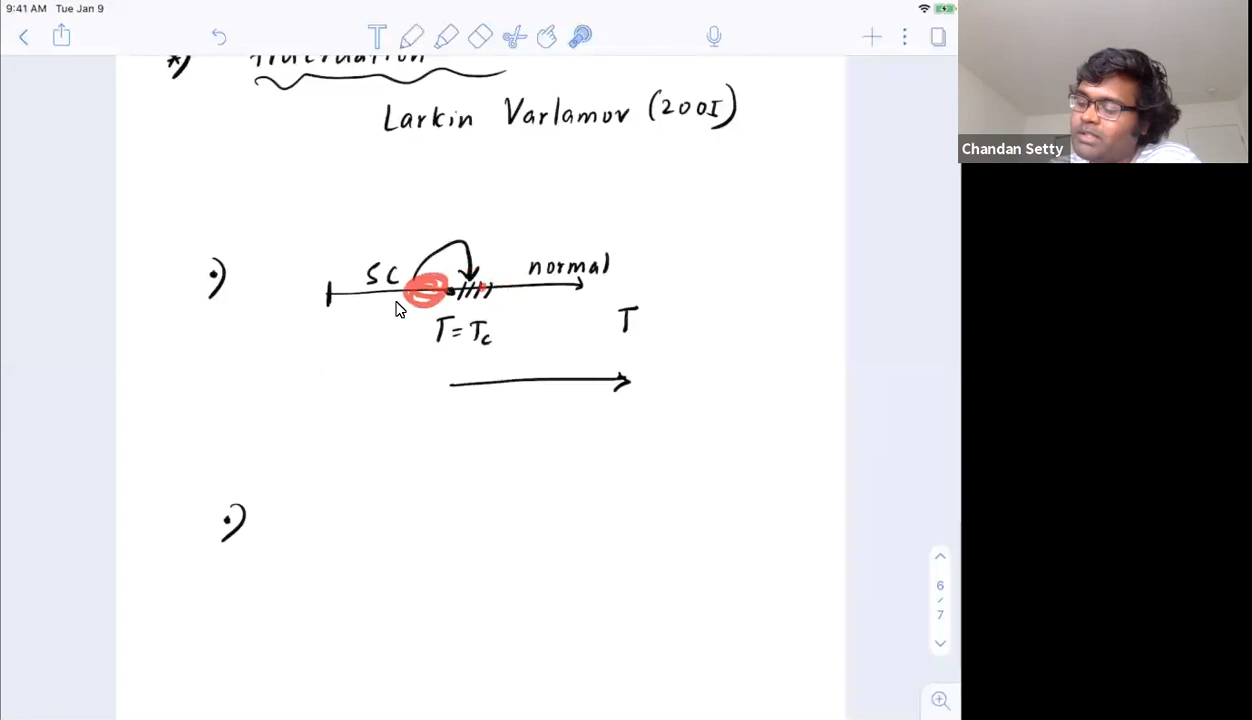 9:41 AM Tue Jan 9
Larkin Varlamov (2001)
Chandan Setty
SC
normal
T = Tc
T
6
7